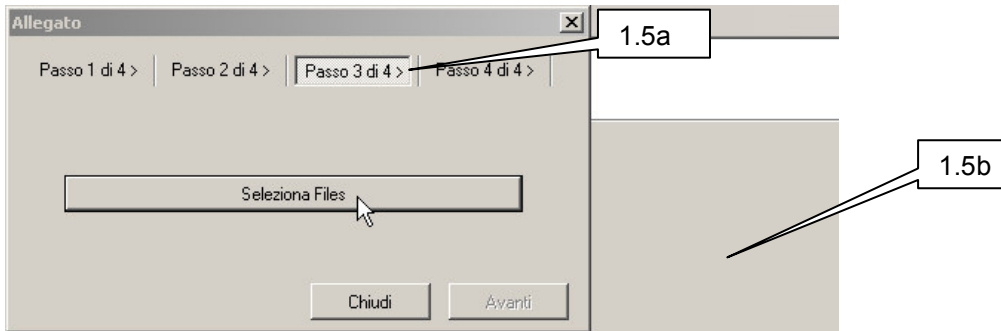 Allegato
1.5a
Passo 1 di 4 > Passo 2 di 4 > Passo 3 di 4 > Passo 4 di 4 >
1.5b
Seleziona Files
Chiudi Avanti